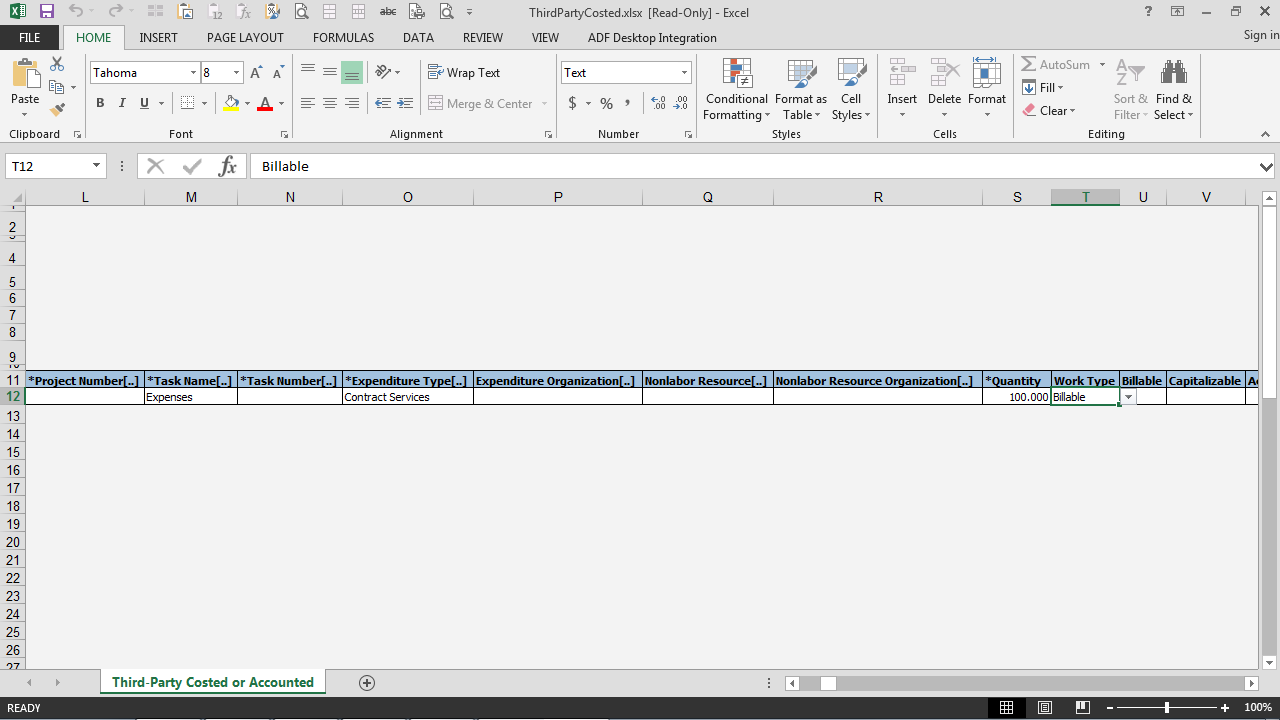 ThirdPartyCosted.xlsx [Read-Only] - Excel
FILE HOME INSERT PAGE LAYOUT FORMULAS DATA REVIEW VIEW ADF Desktop Integration Sign in
Tahoma 8 Wrap Text Text AutoSum
Fill
Paste B I U Merge & Center $ % , Conditional Formatting Format as Table Cell Styles Insert Delete Format Clear Sort & Filter Find & Select
Clipboard Font Alignment Number Styles Cells Editing
T12 fx Billable
L M N O P Q R S T U V
1
2
3
4
5
6
7
8
9
10
11 *Project Number[..] *Task Name[..] *Task Number[..] *Expenditure Type[..] Expenditure Organization[..] Nonlabor Resource[..] Nonlabor Resource Organization[..] *Quantity Work Type Billable Capitalizable
12 Expenses Contract Services 100.000 Billable
13
14
15
16
17
18
19
20
21
22
23
24
25
26
27
Third-Party Costed or Accounted
READY 100%